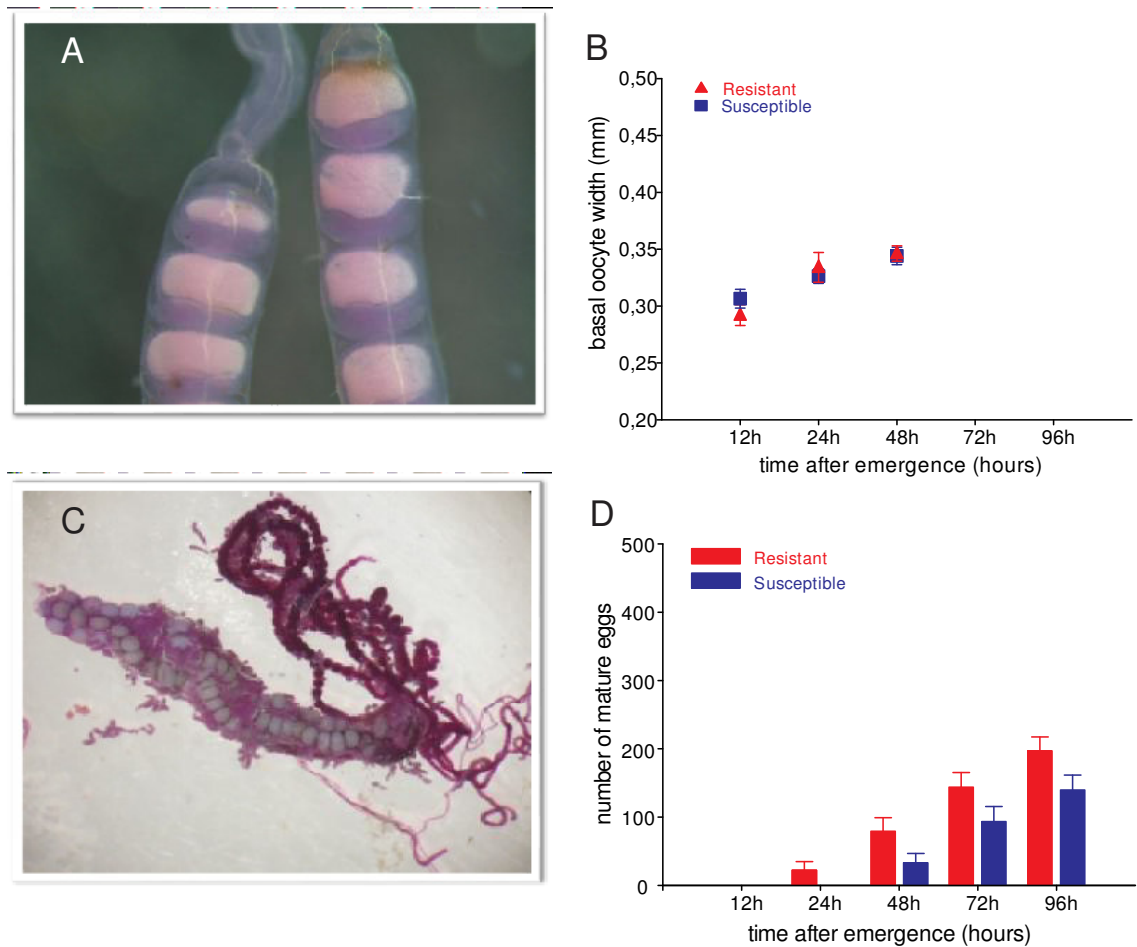 A
B
0,50
0,45
0,40
0,35
0,30
0,25
0,20
basal oocyte width (mm)
Resistant
Susceptible
12h 24h 48h 72h 96h
time after emergence (hours)
C
D
500
400
300
200
100
0
number of mature eggs
Resistant
Susceptible
12h 24h 48h 72h 96h
time after emergence (hours)